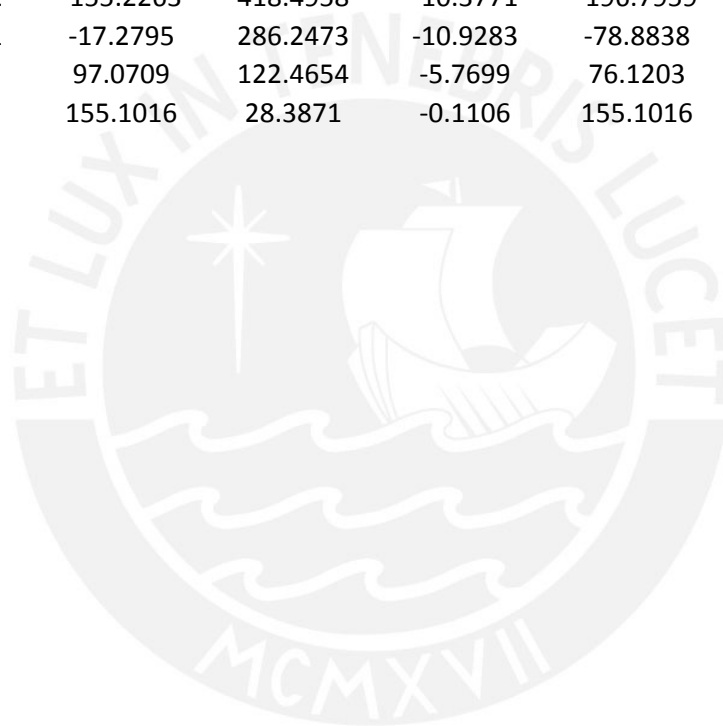 -17.2795 286.2473 -10.9283 -78.8838
97.0709 122.4654 -5.7699 76.1203
155.1016 28.3871 -0.1106 155.1016
ET LUX IN TENEBRIS LUCET
MCMXVII